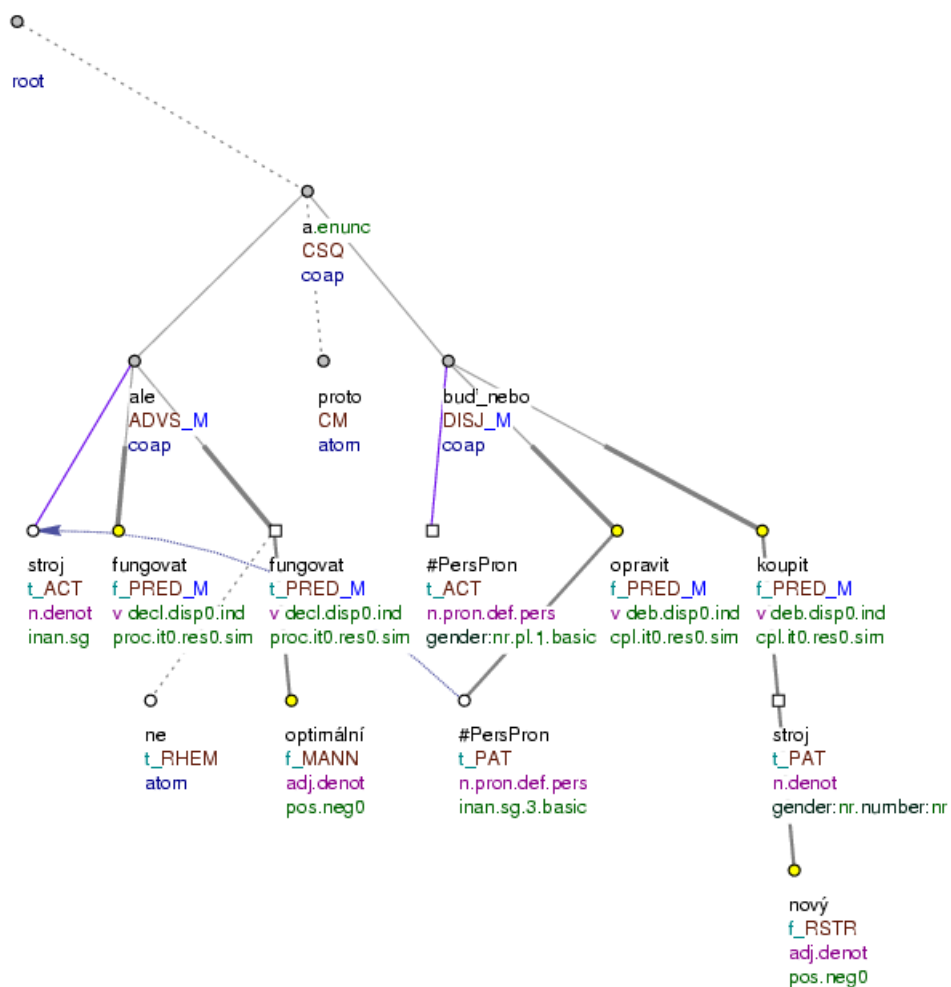 root
a.enunc
CSQ
coap
ale
ADVS_M
coap
proto
CM
atom
buď_nebo
DISJ_M
coap
stroj
t_ACT
n.denot
inan.sg
fungovat
f_PRED_M
v decl.disp0.ind
proc.it0.res0.sim
fungovat
t_PRED_M
v decl.disp0.ind
proc.it0.res0.sim
#PersPron
t_ACT
n.pron.def.pers
gender:nr.pl.1.basic
opravit
f_PRED_M
v deb.disp0.ind
cpl.it0.res0.sim
koupit
f_PRED_M
v deb.disp0.ind
cpl.it0.res0.sim
ne
t_RHEM
atom
optimální
f_MANN
adj.denot
pos.neg0
#PersPron
t_PAT
n.pron.def.pers
inan.sg.3.basic
stroj
t_PAT
n.denot
gender:nr.number:nr
nový
f_RSTR
adj.denot
pos.neg0